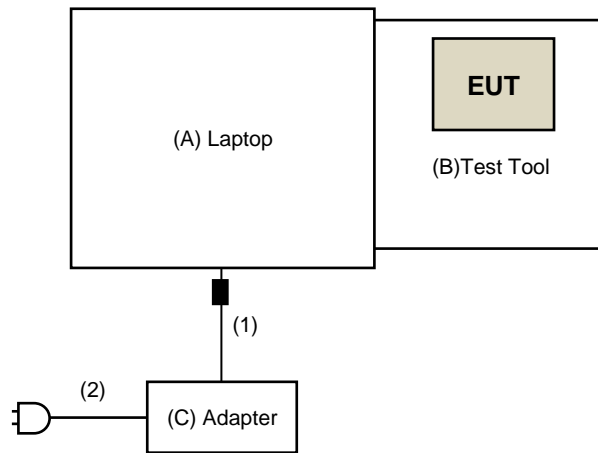 EUT
(A) Laptop
(B)Test Tool
(1)
(2)
(C) Adapter